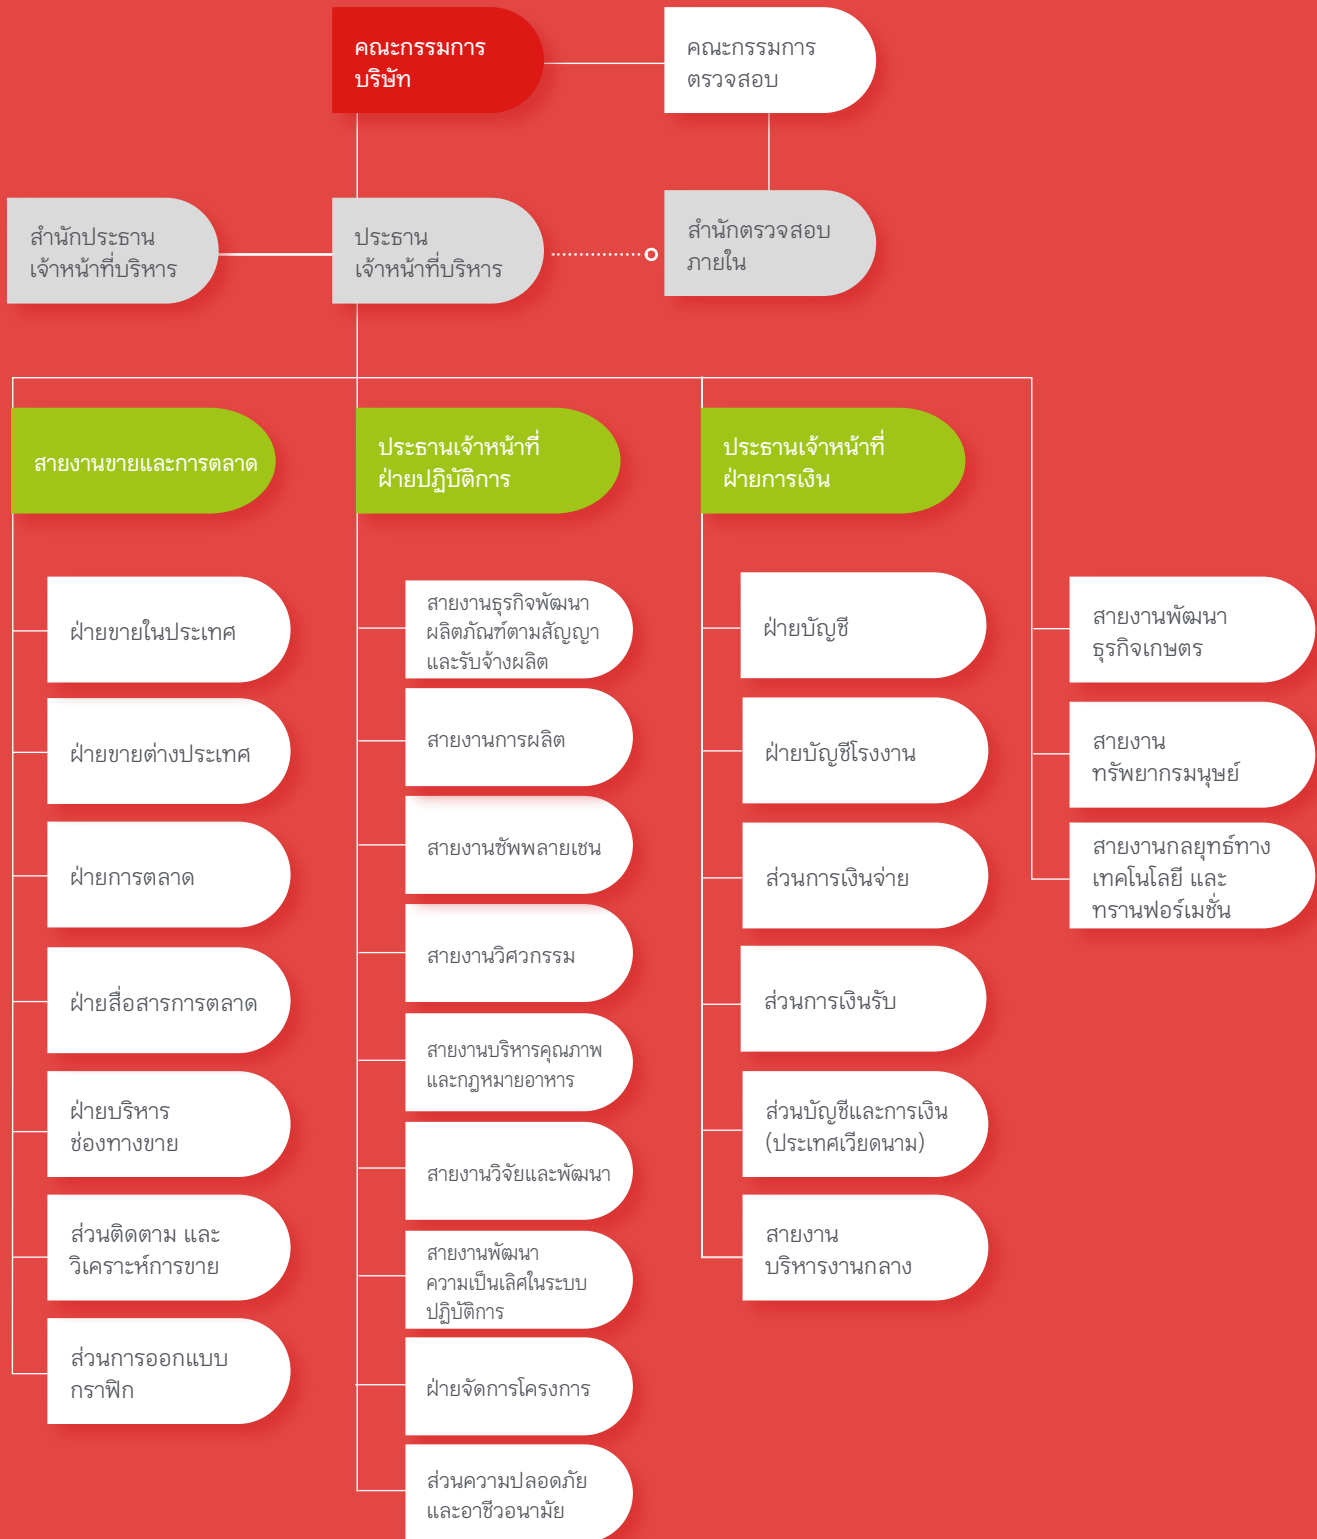 คณะกรรมการ
บริษัท
คณะกรรมการ
ตรวจสอบ
สำนักประธาน
เจ้าหน้าที่บริหาร
ประธาน
เจ้าหน้าที่บริหาร
สำนักตรวจสอบ
ภายใน
สายงานขายและการตลาด
ประธานเจ้าหน้าที่
ฝ่ายปฏิบัติการ
ประธานเจ้าหน้าที่
ฝ่ายการเงิน
ฝ่ายขายในประเทศ
ฝ่ายขายต่างประเทศ
ฝ่ายการตลาด
ฝ่ายสื่อสารการตลาด
ฝ่ายบริหาร
ช่องทางขาย
ส่วนติดตาม และ
วิเคราะห์การขาย
ส่วนการออกแบบ
กราฟิก
สายงานธุรกิจพัฒนา
ผลิตภัณฑ์ตามสัญญา
และรับจ้างผลิต
สายงานการผลิต
สายงานซัพพลายเชน
สายงานวิศวกรรม
สายงานบริหารคุณภาพ
และกฎหมายอาหาร
สายงานวิจัยและพัฒนา
สายงานพัฒนา
ความเป็นเลิศในระบบ
ปฏิบัติการ
ฝ่ายจัดการโครงการ
ส่วนความปลอดภัย
และอาชีวอนามัย
ฝ่ายบัญชี
ฝ่ายบัญชีโรงงาน
ส่วนการเงินจ่าย
ส่วนการเงินรับ
ส่วนบัญชีและการเงิน
(ประเทศเวียดนาม)
สายงาน
บริหารงานกลาง
สายงานพัฒนา
ธุรกิจเกษตร
สายงาน
ทรัพยากรมนุษย์
สายงานกลยุทธ์ทาง
เทคโนโลยี และ
ทรานฟอร์เมชั่น